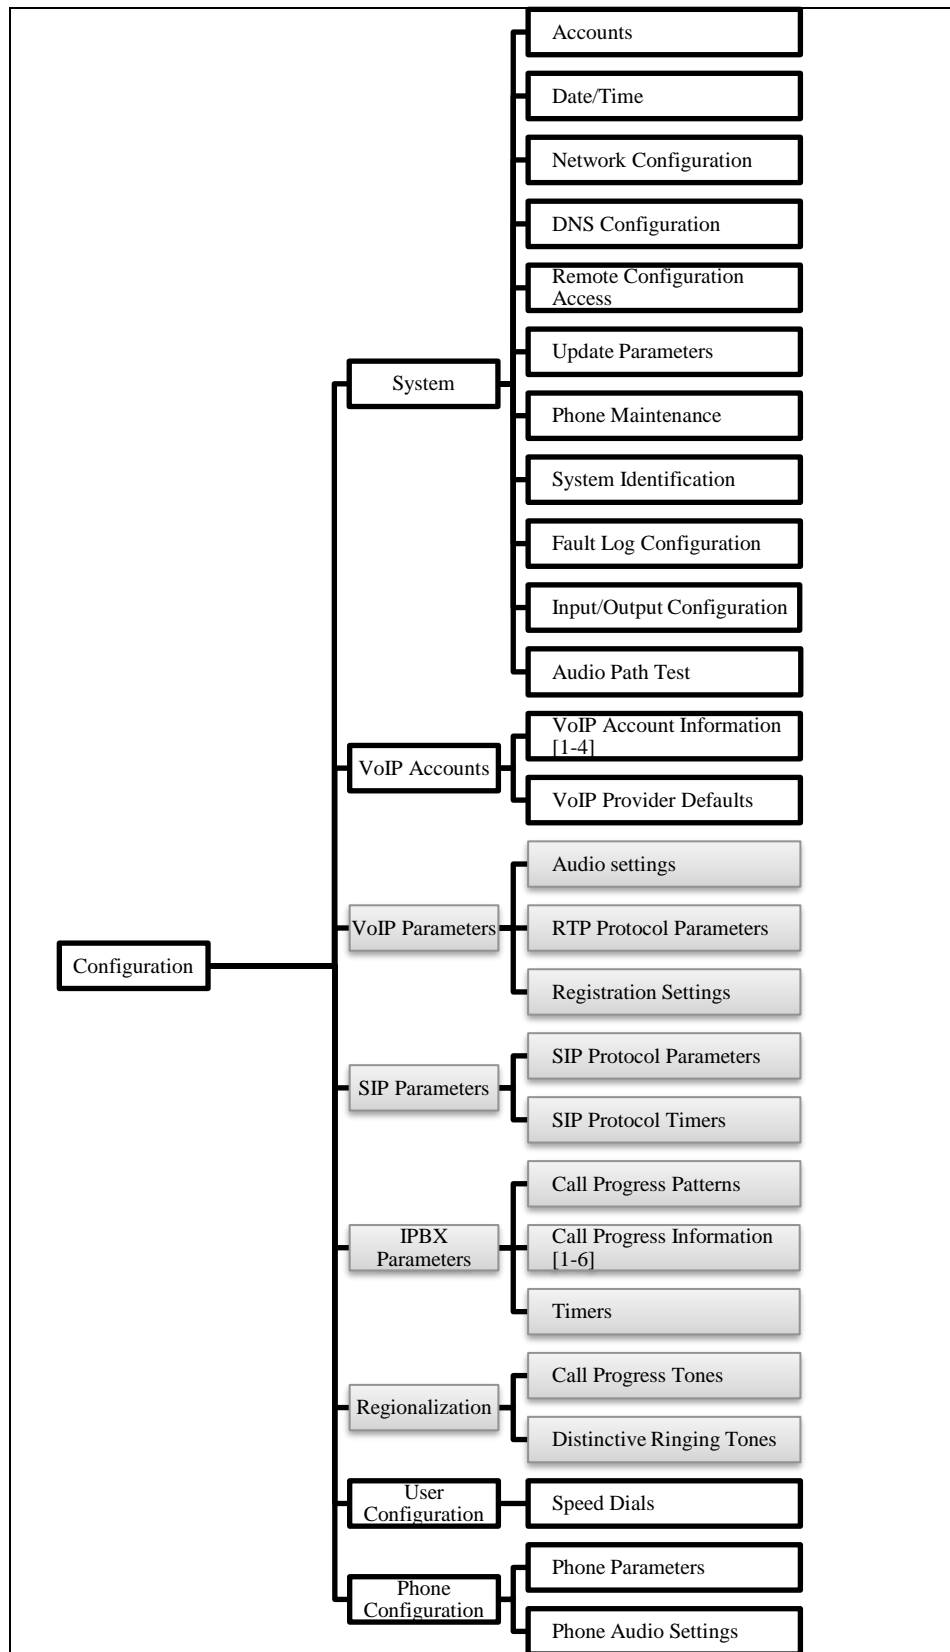 Accounts
Date/Time
Network Configuration
DNS Configuration
Remote Configuration
Access
Update Parameters
System
Phone Maintenance
System Identification
Fault Log Configuration
Input/Output Configuration
Audio Path Test
VoIP Account Information
[1-4]
VoIP Accounts
VoIP Provider Defaults
Audio settings
VoIP Parameters
RTP Protocol Parameters
Configuration
Registration Settings
SIP Protocol Parameters
SIP Parameters
SIP Protocol Timers
Call Progress Patterns
IPBX
Parameters
Call Progress Information
[1-6]
Timers
Call Progress Tones
Regionalization
Distinctive Ringing Tones
User
Configuration
Speed Dials
Phone Parameters
Phone
Configuration
Phone Audio Settings